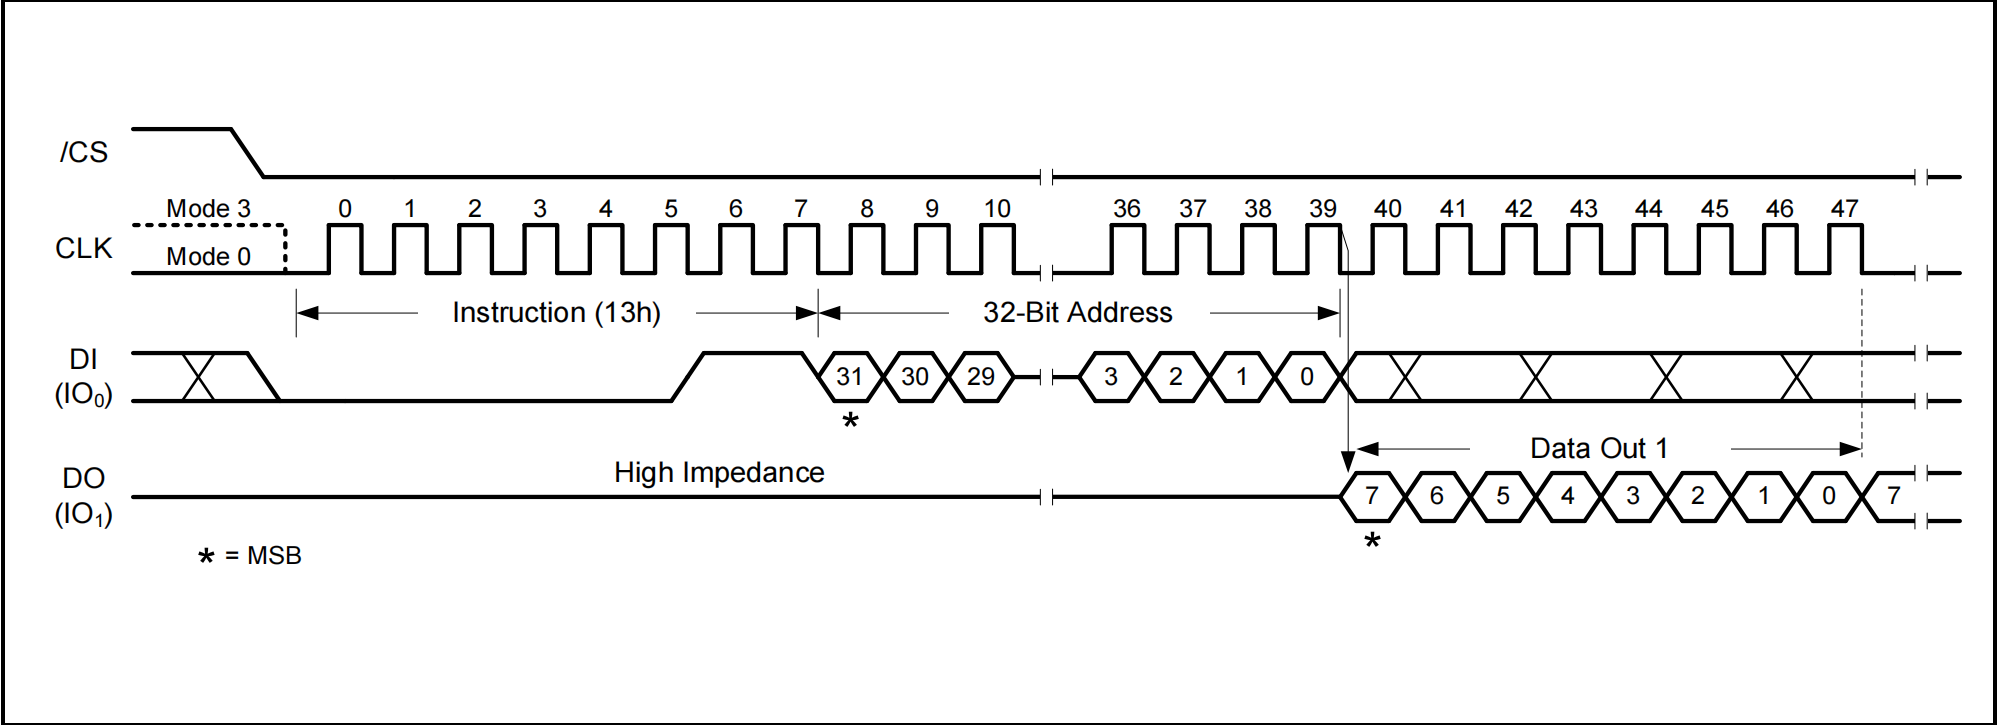 /CS
Mode 3 0 1 2 3 4 5 6 7 8 9 10 36 37 38 39 40 41 42 43 44 45 46 47
CLK
Mode 0
Instruction (13h) 32-Bit Address
DI
(IO0)
31 30 29 3 2 1 0
*
Data Out 1
High Impedance
DO
(IO1)
7 6 5 4 3 2 1 0 7
*
* = MSB